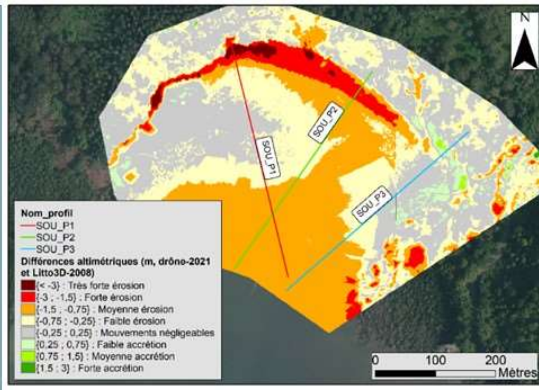 N
SOU_P2
SOU_P1
SOU_P3
Nom_profil
SOU_P1
SOU_P2
SOU_P3
Différences altimétriques (m, drône-2021
et Litto3D-2008)
[< -3) : Très forte érosion
[-3 ; -1,5) : Forte érosion
[-1,5 ; -0,75) : Moyenne érosion
[-0,75 ; -0,25) : Faible érosion
[-0,25 ; 0,25) : Mouvements négligeables
[0,25 ; 0,75) : Faible accrétion
[0,75 ; 1,5) : Moyenne accrétion
[1,5 ; 3) : Forte accrétion
0 100 200
Mètres